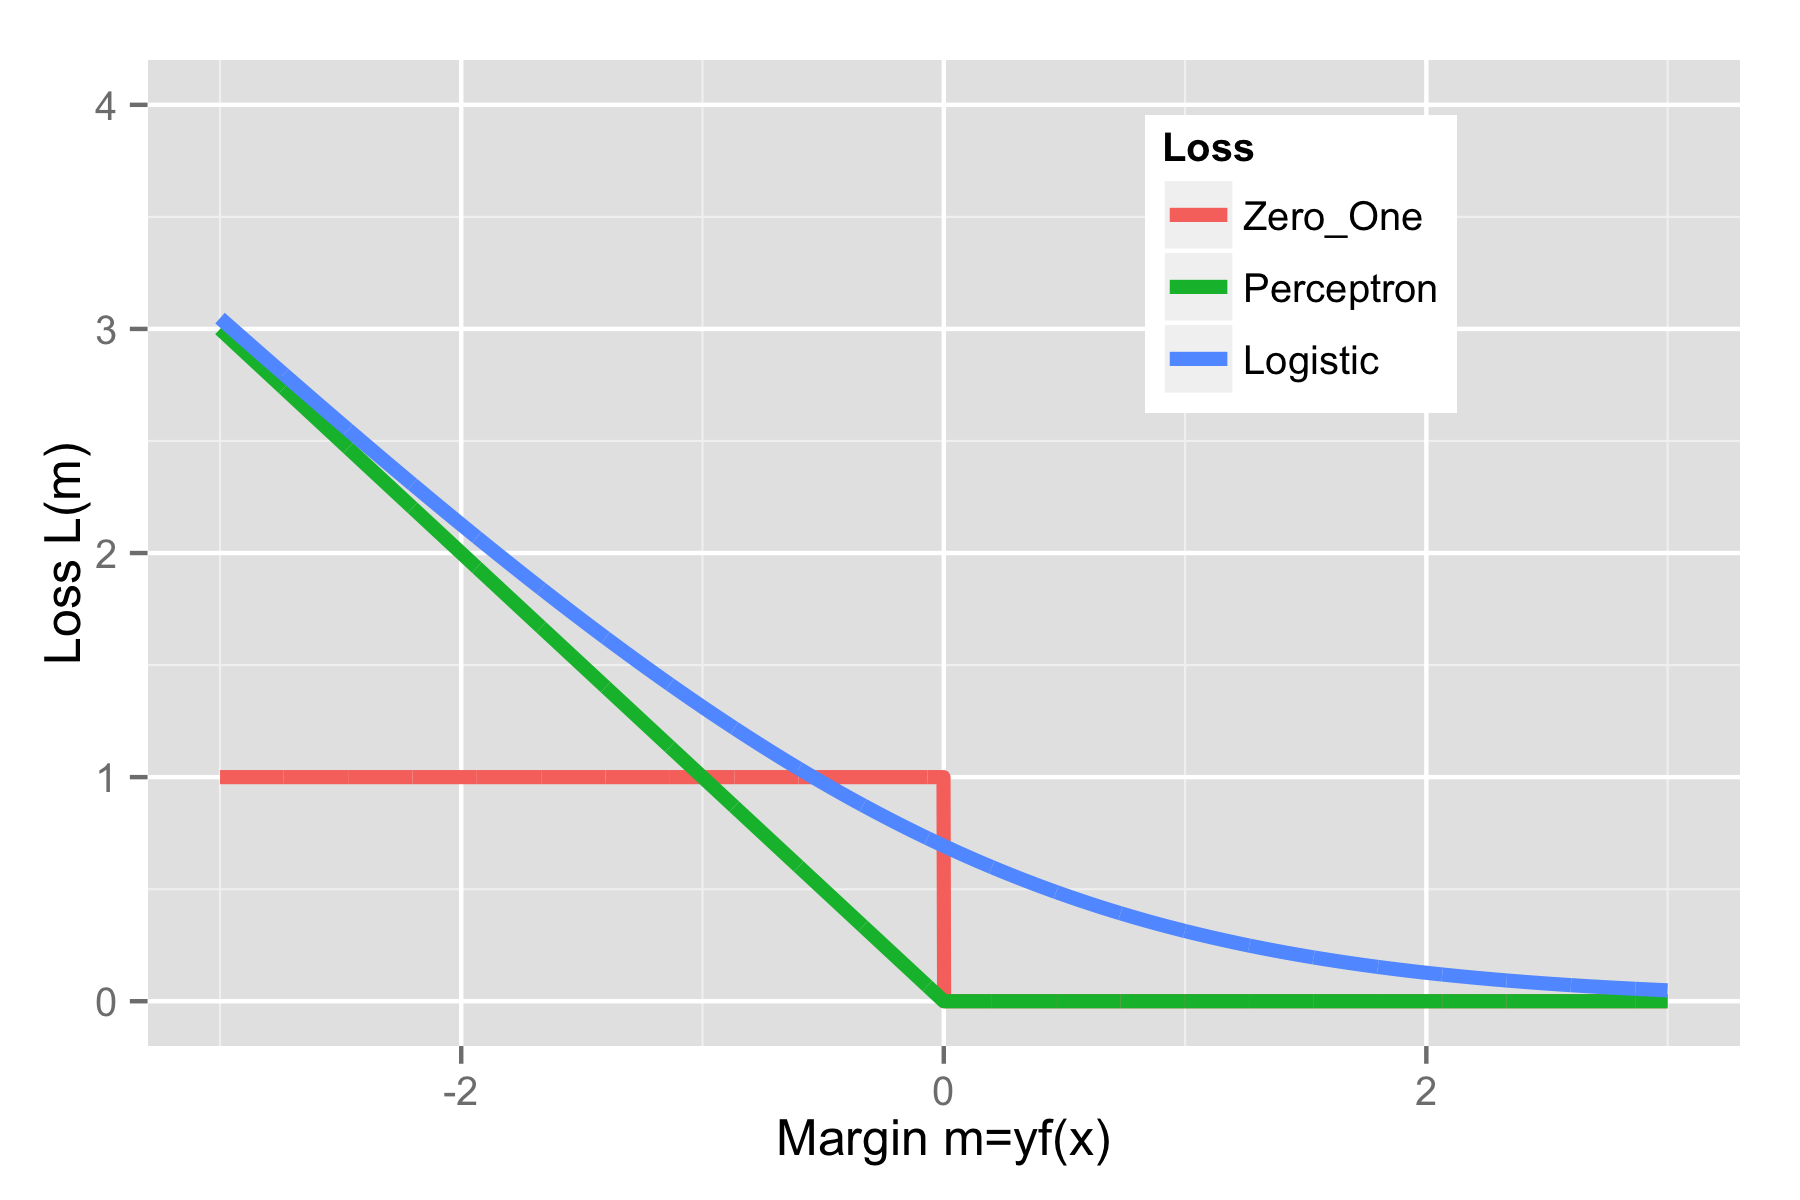 4
3
2
1
0
Loss L(m)
Loss
Zero_One
Perceptron
Logistic
-2
0
2
Margin m=yf(x)